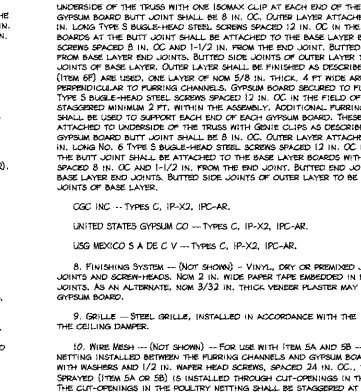 UNDERSIDE OF THE TRUSS WITH ONE ISOMAX CLIP AT EACH END OF THE
GYPSUM BOARD BUTT JOINT SHALL BE 8 IN. OC. OUTER LAYER ATTACHE
IN. LONG TYPE S BUGLE-HEAD STEEL SCREWS SPACED 12 IN. OC IN THE
BOARDS AT THE BUTT JOINT SHALL BE ATTACHED TO THE BASE LAYER B
SCREWS SPACED 8 IN. OC AND 1-1/2 IN. FROM THE END JOINT. BUTTED
FROM BASE LAYER END JOINTS. BUTTED SIDE JOINTS OF OUTER LAYER T
JOINTS OF BASE LAYER. OUTER LAYER SHALL BE FINISHED AS DESCRIBE
(ITEM 6F) ARE USED, ONE LAYER OF NOM 5/8 IN. THICK, 4 FT WIDE AR
PERPENDICULAR TO FURRING CHANNELS. GYPSUM BOARD SECURED TO FU
TYPE S BUGLE-HEAD STEEL SCREWS SPACED 12 IN. OC IN THE FIELD OF
STAGGERED MINIMUM 2 FT. WITHIN THE ASSEMBLY. ADDITIONAL FURRIN
SHALL BE USED TO SUPPORT EACH END OF EACH GYPSUM BOARD. THESE
ATTACHED TO UNDERSIDE OF THE TRUSS WITH GENIE CLIPS AS DESCRIB
GYPSUM BOARD BUTT JOINT SHALL BE 8 IN. OC. OUTER LAYER ATTACHE
IN. LONG NO. 6 TYPE S BUGLE-HEAD STEEL SCREWS SPACED 12 IN. OC I
THE BUTT JOINT SHALL BE ATTACHED TO THE BASE LAYER BOARDS WITH
SPACED 8 IN. OC AND 1-1/2 IN. FROM THE END JOINT. BUTTED END JO
BASE LAYER END JOINTS. BUTTED SIDE JOINTS OF OUTER LAYER TO BE
JOINTS OF BASE LAYER.
CGC INC -- TYPES C, IP-X2, IPC-AR.
UNITED STATES GYPSUM CO -- TYPES C, IP-X2, IPC-AR.
USG MEXICO S A DE C V -- TYPES C, IP-X2, IPC-AR.
8. FINISHING SYSTEM -- (NOT SHOWN) - VINYL, DRY OR PREMIXED J
JOINTS AND SCREW-HEADS. NOM 2 IN. WIDE PAPER TAPE EMBEDDED IN F
JOINTS. AS AN ALTERNATE, NOM 3/32 IN. THICK VENEER PLASTER MAY
GYPSUM BOARD.
9. GRILLE -- STEEL GRILLE, INSTALLED IN ACCORDANCE WITH THE
THE CEILING DAMPER.
10. WIRE MESH -- (NOT SHOWN) -- FOR USE WITH ITEM 5A AND 5B --
NETTING INSTALLED BETWEEN THE FURRING CHANNELS AND GYPSUM BOA
WITH WASHERS AND 1/2 IN. WAFER HEAD SCREWS, SPACED 24 IN. OC.,
SPRAYED (ITEM 5A OR 5B) IS INSTALLED THROUGH CUT-OPENINGS IN T
THE CUT-OPENINGS IN THE POULTRY NETTING SHALL BE STAGGERED AT